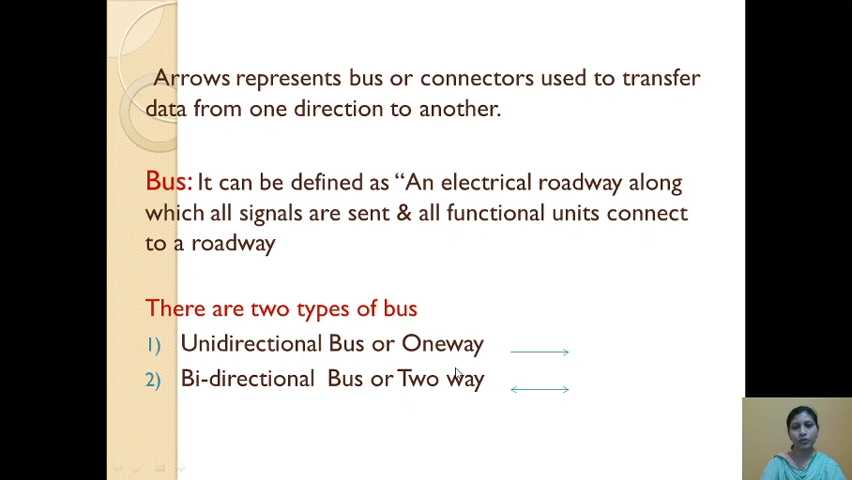 Arrows represents bus or connectors used to transfer
data from one direction to another.
Bus: It can be defined as “An electrical roadway along
which all signals are sent & all functional units connect
to a roadway
There are two types of bus
1) Unidirectional Bus or Oneway
2) Bi-directional Bus or Two way